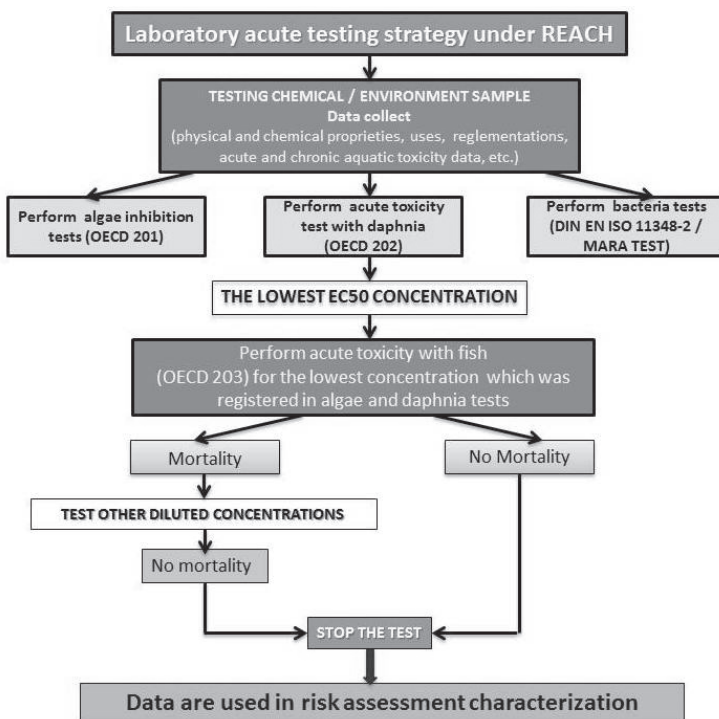 Laboratory acute testing strategy under REACH
TESTING CHEMICAL / ENVIRONMENT SAMPLE
Data collect
(physical and chemical proprieties, uses, reglementations,
acute and chronic aquatic toxicity data, etc.)
Perform algae inhibition
tests (OECD 201)
Perform acute toxicity
test with daphnia
(OECD 202)
Perform bacteria tests
(DIN EN ISO 11348-2 /
MARA TEST)
THE LOWEST EC50 CONCENTRATION
Perform acute toxicity with fish
(OECD 203) for the lowest concentration which was
registered in algae and daphnia tests
Mortality
No Mortality
TEST OTHER DILUTED CONCENTRATIONS
No mortality
STOP THE TEST
Data are used in risk assessment characterization